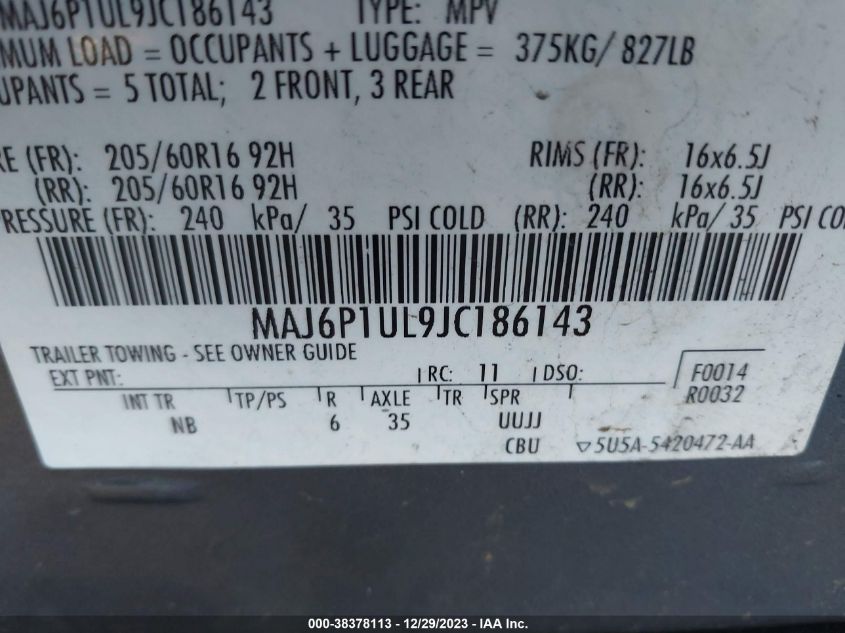 MAJ6P1UL9JC186143 TYPE: MPV
MUM LOAD = OCCUPANTS + LUGGAGE = 375KG/ 827LB
UPANTS = 5 TOTAL; 2 FRONT, 3 REAR
RE (FR): 205/60R16 92H RIMS (FR): 16x6.5J
(RR): 205/60R16 92H (RR): 16x6.5J
RESSURE (FR): 240 kPa/ 35 PSI COLD (RR): 240 kPa/ 35 PSI COL
MAJ6P1UL9JC186143
TRAILER TOWING - SEE OWNER GUIDE
EXT PNT: RC: 11 DSO: F0014
INT TR TP/PS R AXLE TR SPR R0032
NB 6 35 UUJJ
CBU ▽5U5A-5420472-AA
000-38378113 - 12/29/2023 - IAA Inc.